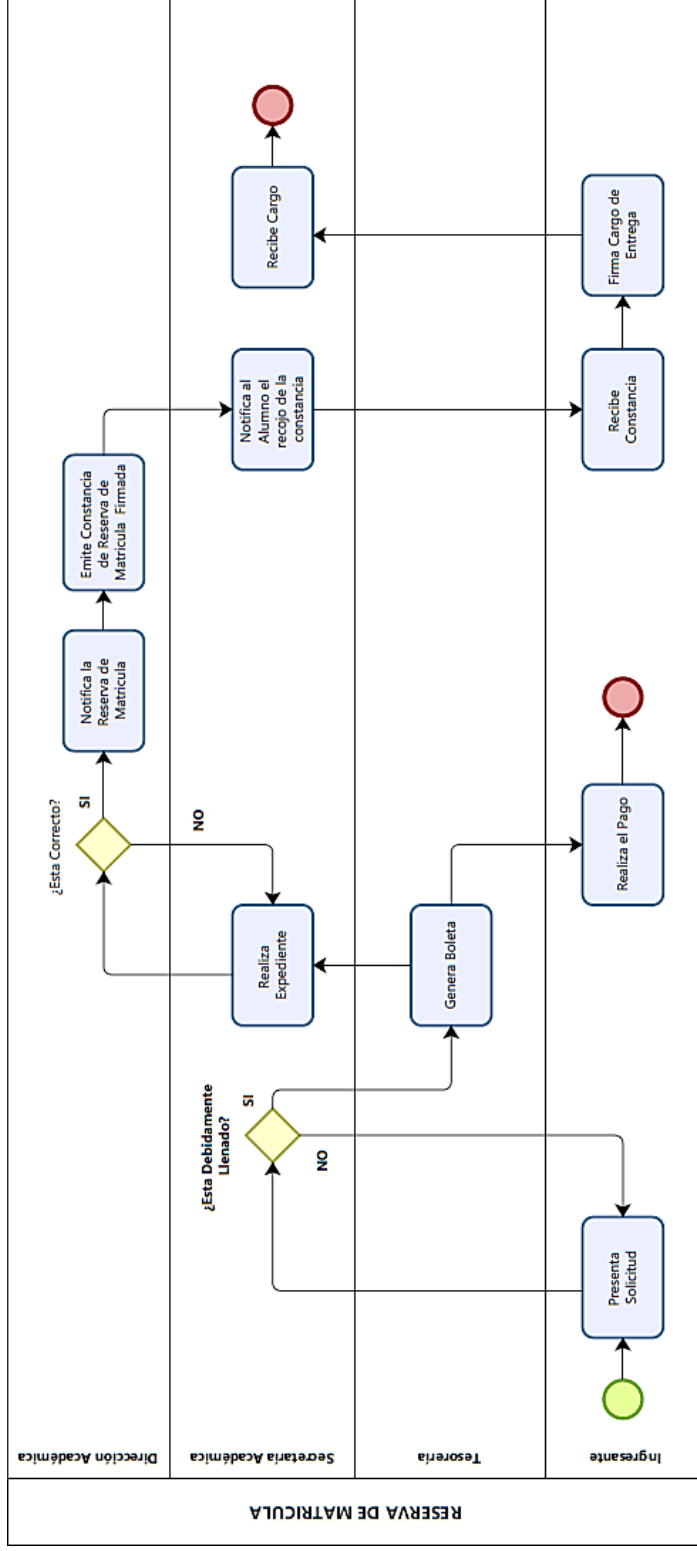 RESERVA DE MATRICULA
Dirección Académica
Secretaría Académica
Tesorería
Ingresante
¿Esta Correcto?
SI
NO
Notifica la
Reserva de
Matricula
Emite Constancia
de Reserva de
Matricula Firmada
¿Esta Debidamente
Llenado?
SI
NO
Realiza
Expediente
Notifica al
Alumno el
recojo de la
constancia
Recibe Cargo
Genera Boleta
Presenta
Solicitud
Realiza el Pago
Recibe
Constancia
Firma Cargo de
Entrega